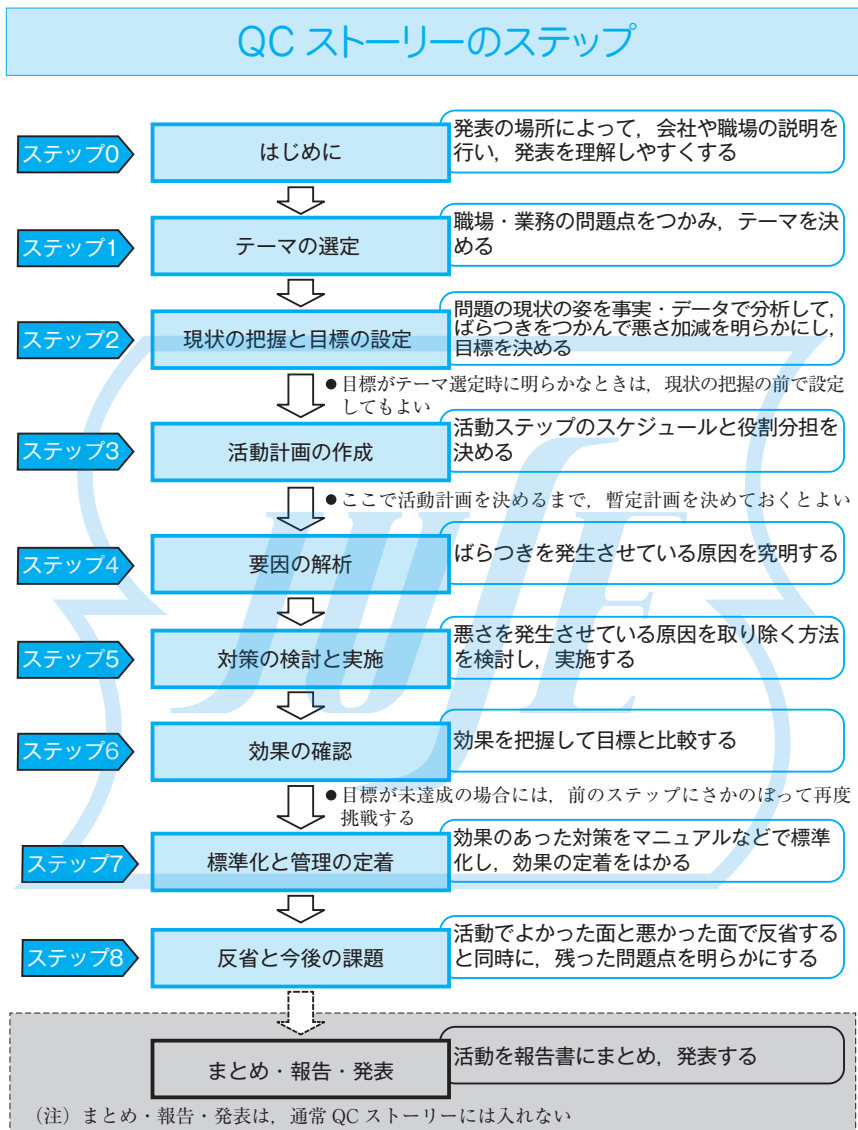 QC ストーリーのステップ
ステップ0
はじめに
発表の場所によって，会社や職場の説明を
行い，発表を理解しやすくする
ステップ1
テーマの選定
職場・業務の問題点をつかみ，テーマを決
める
ステップ2
現状の把握と目標の設定
問題の現状の姿を事実・データで分析して，
ばらつきをつかんで悪さ加減を明らかにし，
目標を決める
●目標がテーマ選定時に明らかなときは，現状の把握の前で設定
してもよい
ステップ3
活動計画の作成
活動ステップのスケジュールと役割分担を
決める
●ここで活動計画を決めるまで，暫定計画を決めておくとよい
ステップ4
要因の解析
ばらつきを発生させている原因を究明する
ステップ5
対策の検討と実施
悪さを発生させている原因を取り除く方法
を検討し，実施する
ステップ6
効果の確認
効果を把握して目標と比較する
●目標が未達成の場合には，前のステップにさかのぼって再度
挑戦する
ステップ7
標準化と管理の定着
効果のあった対策をマニュアルなどで標準
化し，効果の定着をはかる
ステップ8
反省と今後の課題
活動でよかった面と悪かった面で反省する
と同時に，残った問題点を明らかにする
まとめ・報告・発表
活動を報告書にまとめ，発表する
（注）まとめ・報告・発表は，通常 QC ストーリーには入れない
JUSE